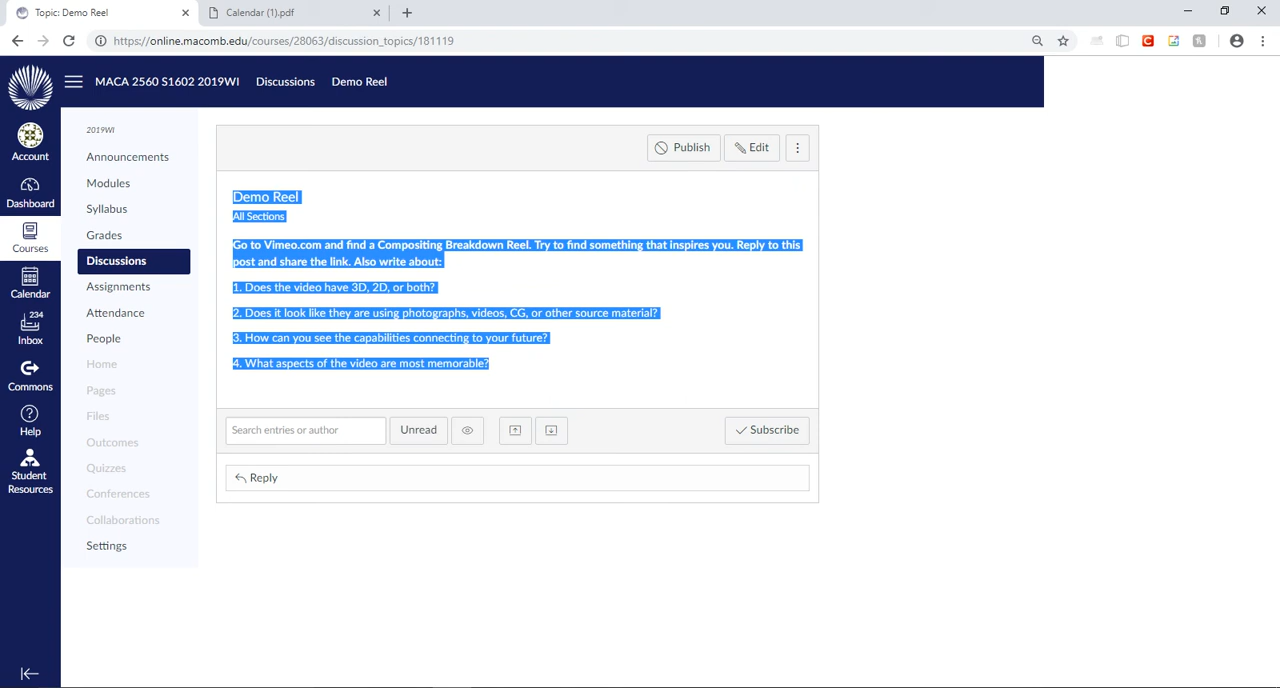 Topic: Demo Reel
Calendar (1).pdf
https://online.macomb.edu/courses/28063/discussion_topics/181119
MACA 2560 S1602 2019WI
Discussions
Demo Reel
Account
Dashboard
Courses
Calendar
234
Inbox
Commons
Help
Student
Resources
2019WI
Announcements
Modules
Syllabus
Grades
Discussions
Assignments
Attendance
People
Home
Pages
Files
Outcomes
Quizzes
Conferences
Collaborations
Settings
Publish
Edit
Demo Reel
All Sections
Go to Vimeo.com and find a Compositing Breakdown Reel. Try to find something that inspires you. Reply to this
post and share the link. Also write about:
1. Does the video have 3D, 2D, or both?
2. Does it look like they are using photographs, videos, CG, or other source material?
3. How can you see the capabilities connecting to your future?
4. What aspects of the video are most memorable?
Search entries or author
Unread
Subscribe
Reply